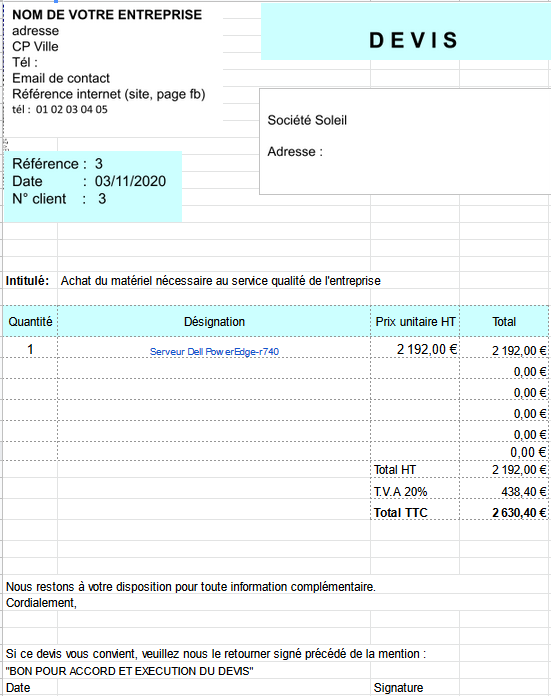 NOM DE VOTRE ENTREPRISE
adresse
CP Ville
Tél :
Email de contact
Référence internet (site, page fb)
tél : 01 02 03 04 05
DEVIS
Société Soleil
Adresse :
Référence : 3
Date : 03/11/2020
N° client : 3
Intitulé: Achat du matériel nécessaire au service qualité de l'entreprise
Quantité Désignation Prix unitaire HT Total
1 Serveur Dell PowerEdge-r740 2 192,00 € 2 192,00 €
0,00 €
0,00 €
0,00 €
0,00 €
0,00 €
Total HT 2 192,00 €
T.V.A 20% 438,40 €
Total TTC 2 630,40 €
Nous restons à votre disposition pour toute information complémentaire.
Cordialement,
Si ce devis vous convient, veuillez nous le retourner signé précédé de la mention :
"BON POUR ACCORD ET EXECUTION DU DEVIS"
Date Signature